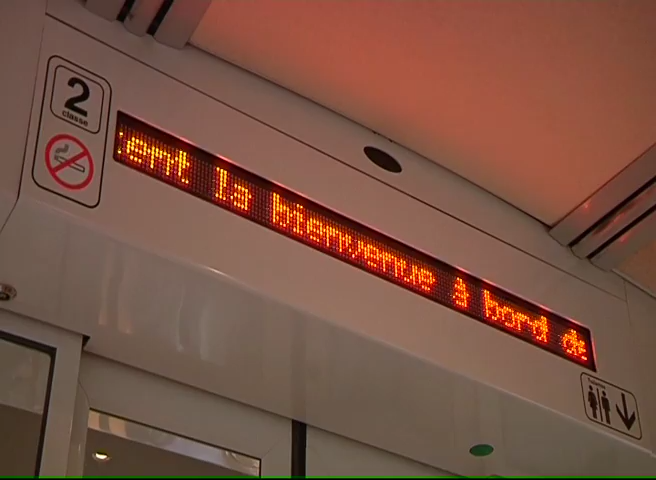 2
classe
ent la bienvenue à bord de